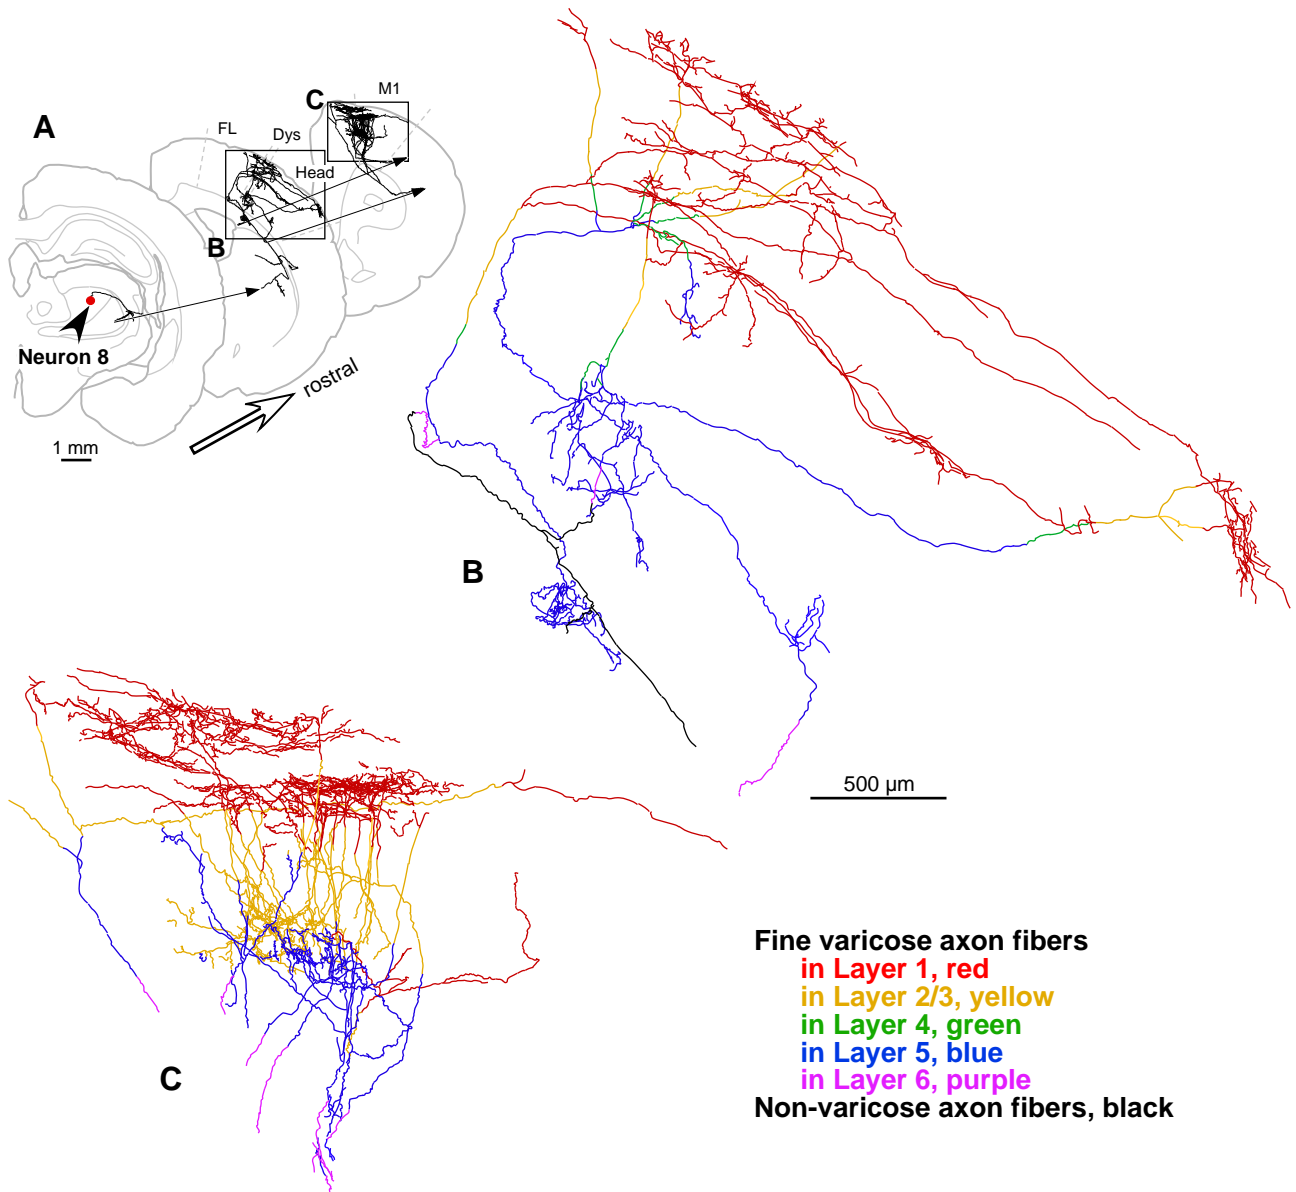 A
C
M1
FL
Dys
Head
B
Neuron 8
rostral
1 mm
B
500 µm
C
Fine varicose axon fibers
in Layer 1, red
in Layer 2/3, yellow
in Layer 4, green
in Layer 5, blue
in Layer 6, purple
Non-varicose axon fibers, black